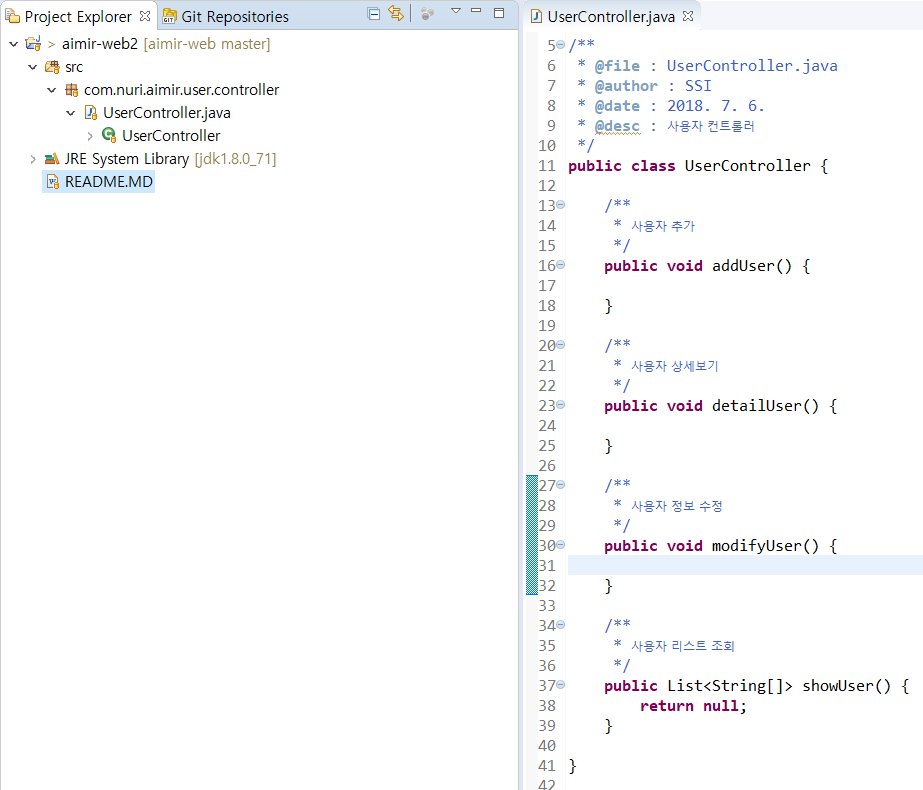 Project Explorer
Git Repositories
> aimir-web2 [aimir-web master]
src
com.nuri.aimir.user.controller
UserController.java
UserController
JRE System Library [jdk1.8.0_71]
README.MD
UserController.java
5 /**
6 * @file : UserController.java
7 * @author : SSI
8 * @date : 2018. 7. 6.
9 * @desc : 사용자 컨트롤러
10 */
11 public class UserController {
12
13 /**
14 * 사용자 추가
15 */
16 public void addUser() {
17
18 }
19
20 /**
21 * 사용자 상세보기
22 */
23 public void detailUser() {
24
25 }
26
27 /**
28 * 사용자 정보 수정
29 */
30 public void modifyUser() {
31
32 }
33
34 /**
35 * 사용자 리스트 조회
36 */
37 public List<String[]> showUser() {
38 return null;
39 }
40
41 }
42